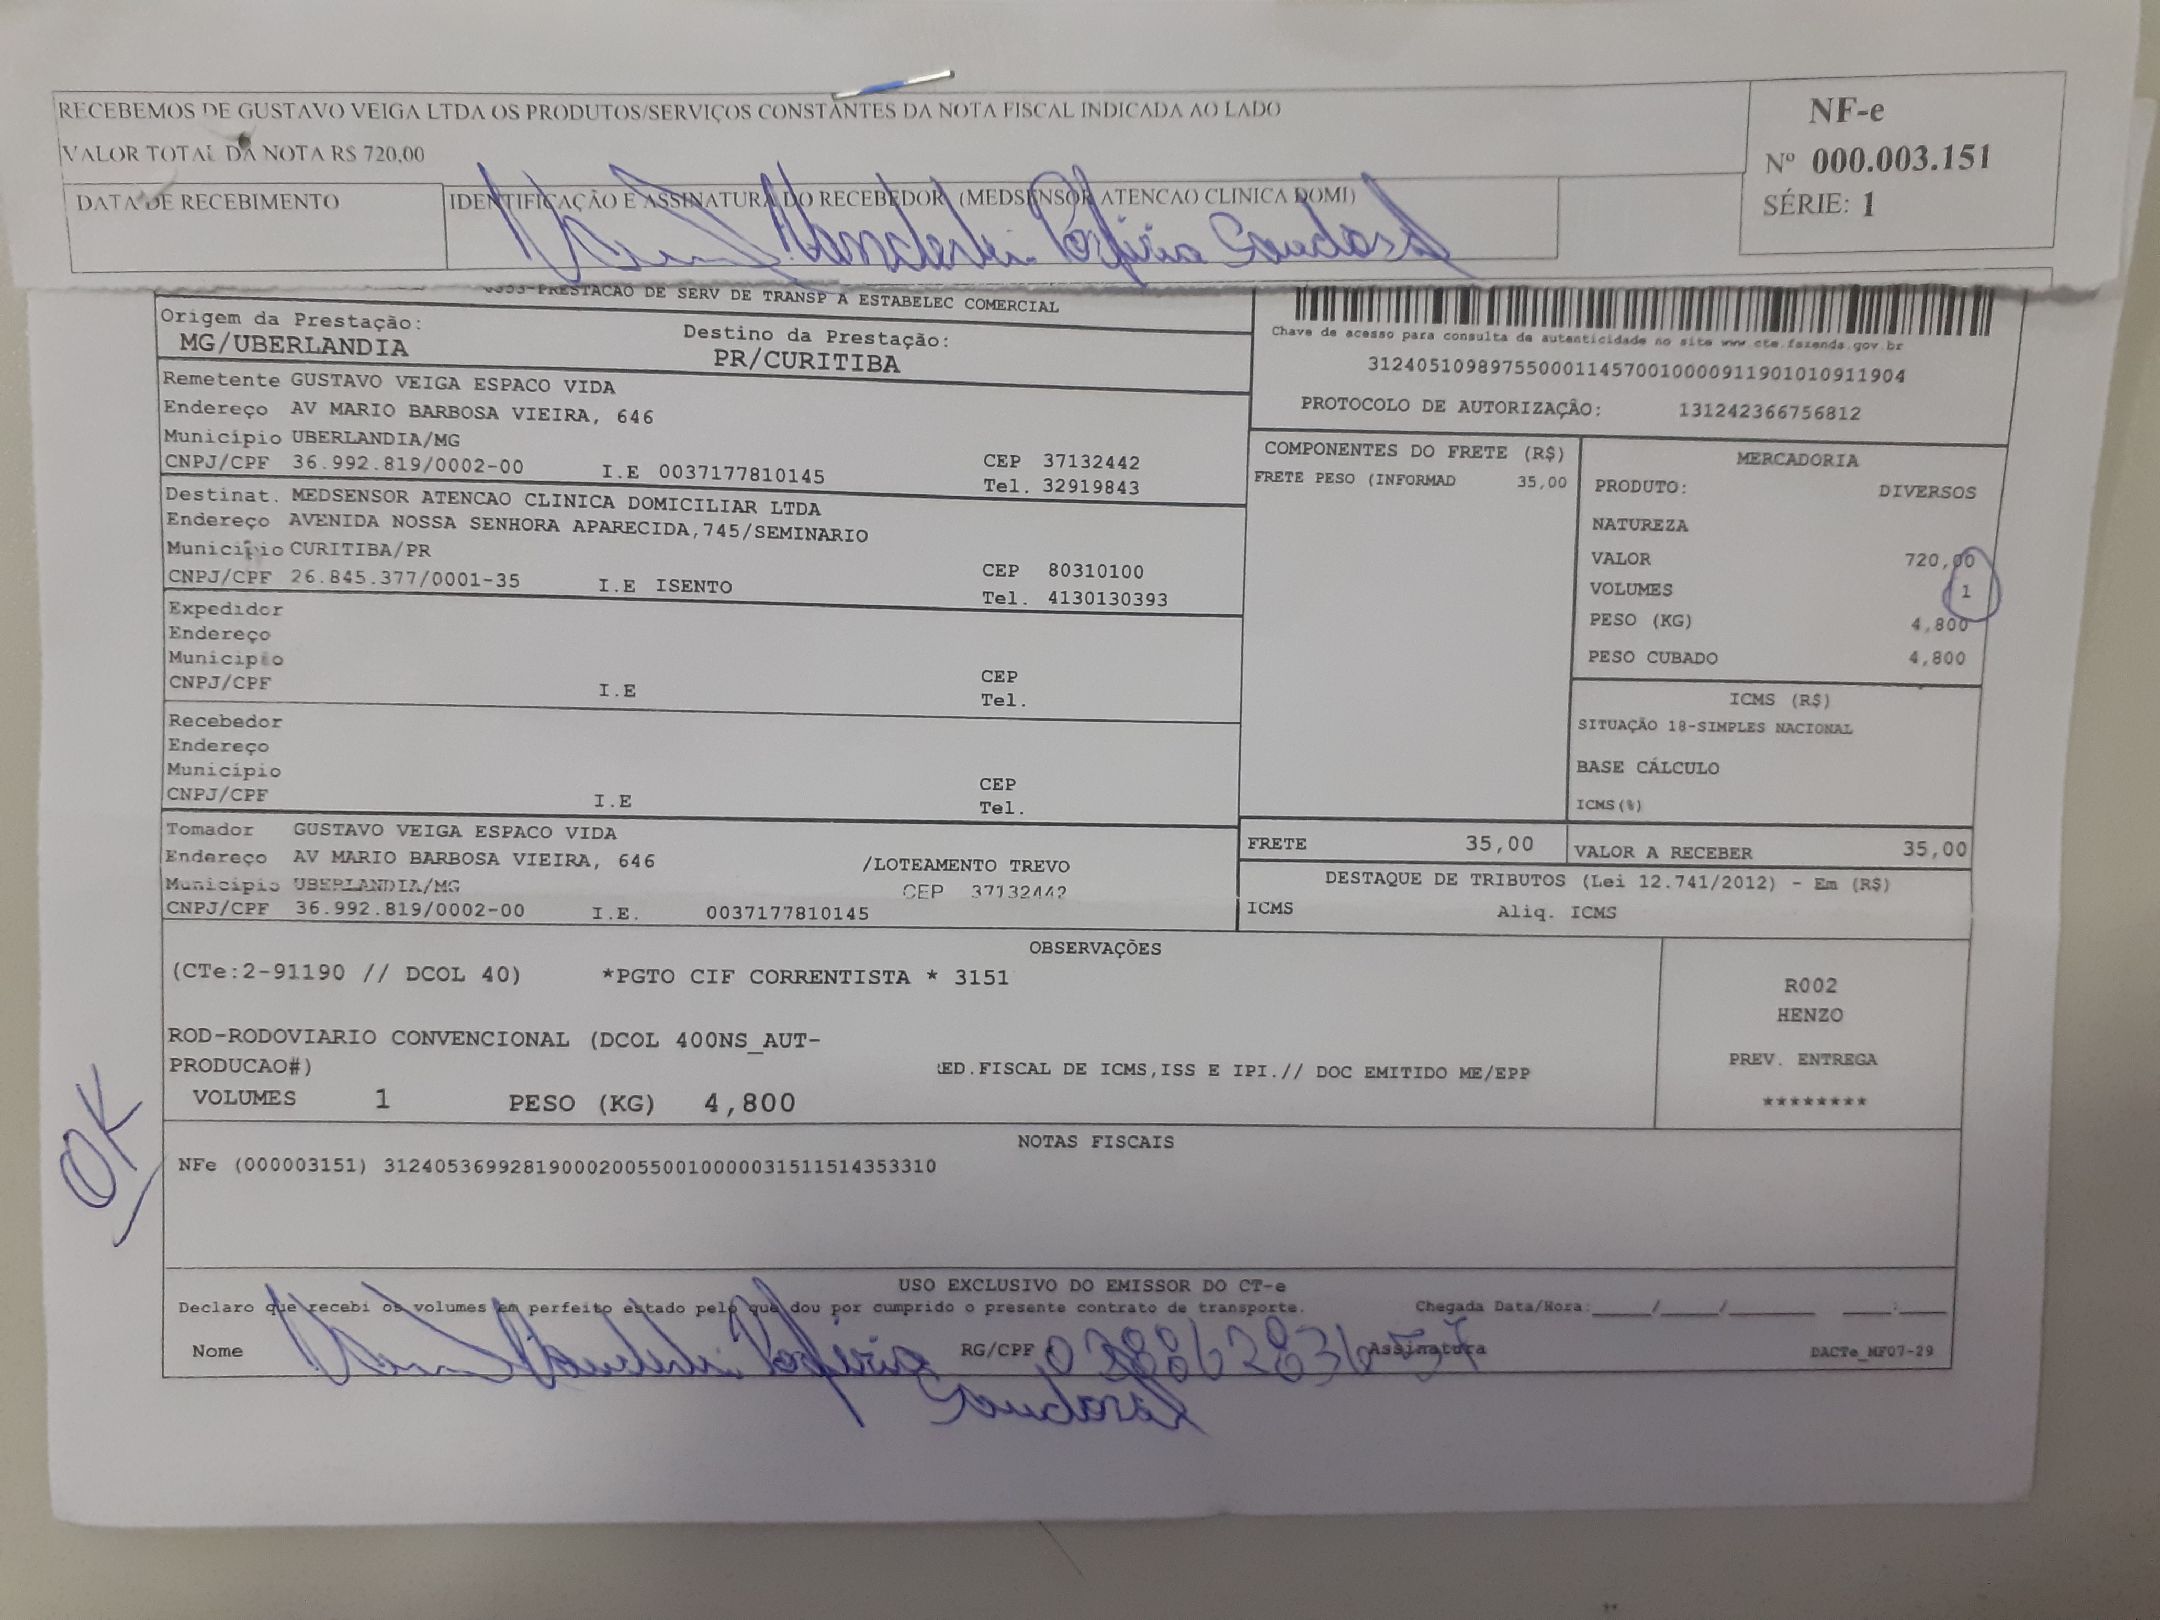 RECEBEMOS DE GUSTAVO VEIGA LTDA OS PRODUTOS/SERVIÇOS CONSTANTES DA NOTA FISCAL INDICADA AO LADO
VALOR TOTAL DA NOTA R$ 720,00
DATA DE RECEBIMENTO
IDENTIFICAÇÃO E ASSINATURA DO RECEBEDOR (MEDSENSOR ATENCAO CLINICA DOMI)
NF-e
Nº 000.003.151
SÉRIE: 1
PRESTACAO DE SERV DE TRANSP A ESTABELEC COMERCIAL
Origem da Prestação:
MG/UBERLANDIA
Destino da Prestação:
PR/CURITIBA
Chave de acesso para consulta de autenticidade no site www cte.fazenda.gov.br
31240510989755000114570010000911901010911904
PROTOCOLO DE AUTORIZAÇÃO: 131242366756812
Remetente GUSTAVO VEIGA ESPACO VIDA
Endereço AV MARIO BARBOSA VIEIRA, 646
Município UBERLANDIA/MG
CNPJ/CPF 36.992.819/0002-00 I.E 0037177810145
CEP 37132442
Tel. 32919843
Destinat. MEDSENSOR ATENCAO CLINICA DOMICILIAR LTDA
Endereço AVENIDA NOSSA SENHORA APARECIDA,745/SEMINARIO
Município CURITIBA/PR
CNPJ/CPF 26.845.377/0001-35 I.E ISENTO
CEP 80310100
Tel. 4130130393
Expedidor
Endereço
Município
CNPJ/CPF I.E
CEP
Tel.
Recebedor
Endereço
Município
CNPJ/CPF I.E
CEP
Tel.
Tomador GUSTAVO VEIGA ESPACO VIDA
Endereço AV MARIO BARBOSA VIEIRA, 646 /LOTEAMENTO TREVO
Município UBERLANDIA/MG CEP 37132442
CNPJ/CPF 36.992.819/0002-00 I.E. 0037177810145
COMPONENTES DO FRETE (R$)
FRETE PESO (INFORMAD 35,00
MERCADORIA
PRODUTO: DIVERSOS
NATUREZA
VALOR 720,00
VOLUMES 1
PESO (KG) 4,800
PESO CUBADO 4,800
ICMS (R$)
SITUAÇÃO 18-SIMPLES NACIONAL
BASE CÁLCULO
ICMS(%)
FRETE 35,00
VALOR A RECEBER 35,00
DESTAQUE DE TRIBUTOS (Lei 12.741/2012) - Em (R$)
ICMS Aliq. ICMS
OBSERVAÇÕES
(CTe:2-91190 // DCOL 40) *PGTO CIF CORRENTISTA * 3151
ROD-RODOVIARIO CONVENCIONAL (DCOL 400NS_AUT-
PRODUCAO#)
ED.FISCAL DE ICMS,ISS E IPI.// DOC EMITIDO ME/EPP
VOLUMES 1 PESO (KG) 4,800
R002
HENZO
PREV. ENTREGA
********
OK
NOTAS FISCAIS
NFe (000003151) 31240536992819000200550010000031511514353310
USO EXCLUSIVO DO EMISSOR DO CT-e
Declaro que recebi os volumes em perfeito estado pelo que dou por cumprido o presente contrato de transporte.
Chegada Data/Hora:_____/_____/________ ____:____
Nome
RG/CPF
Assinatura
DACTe_MF07-29